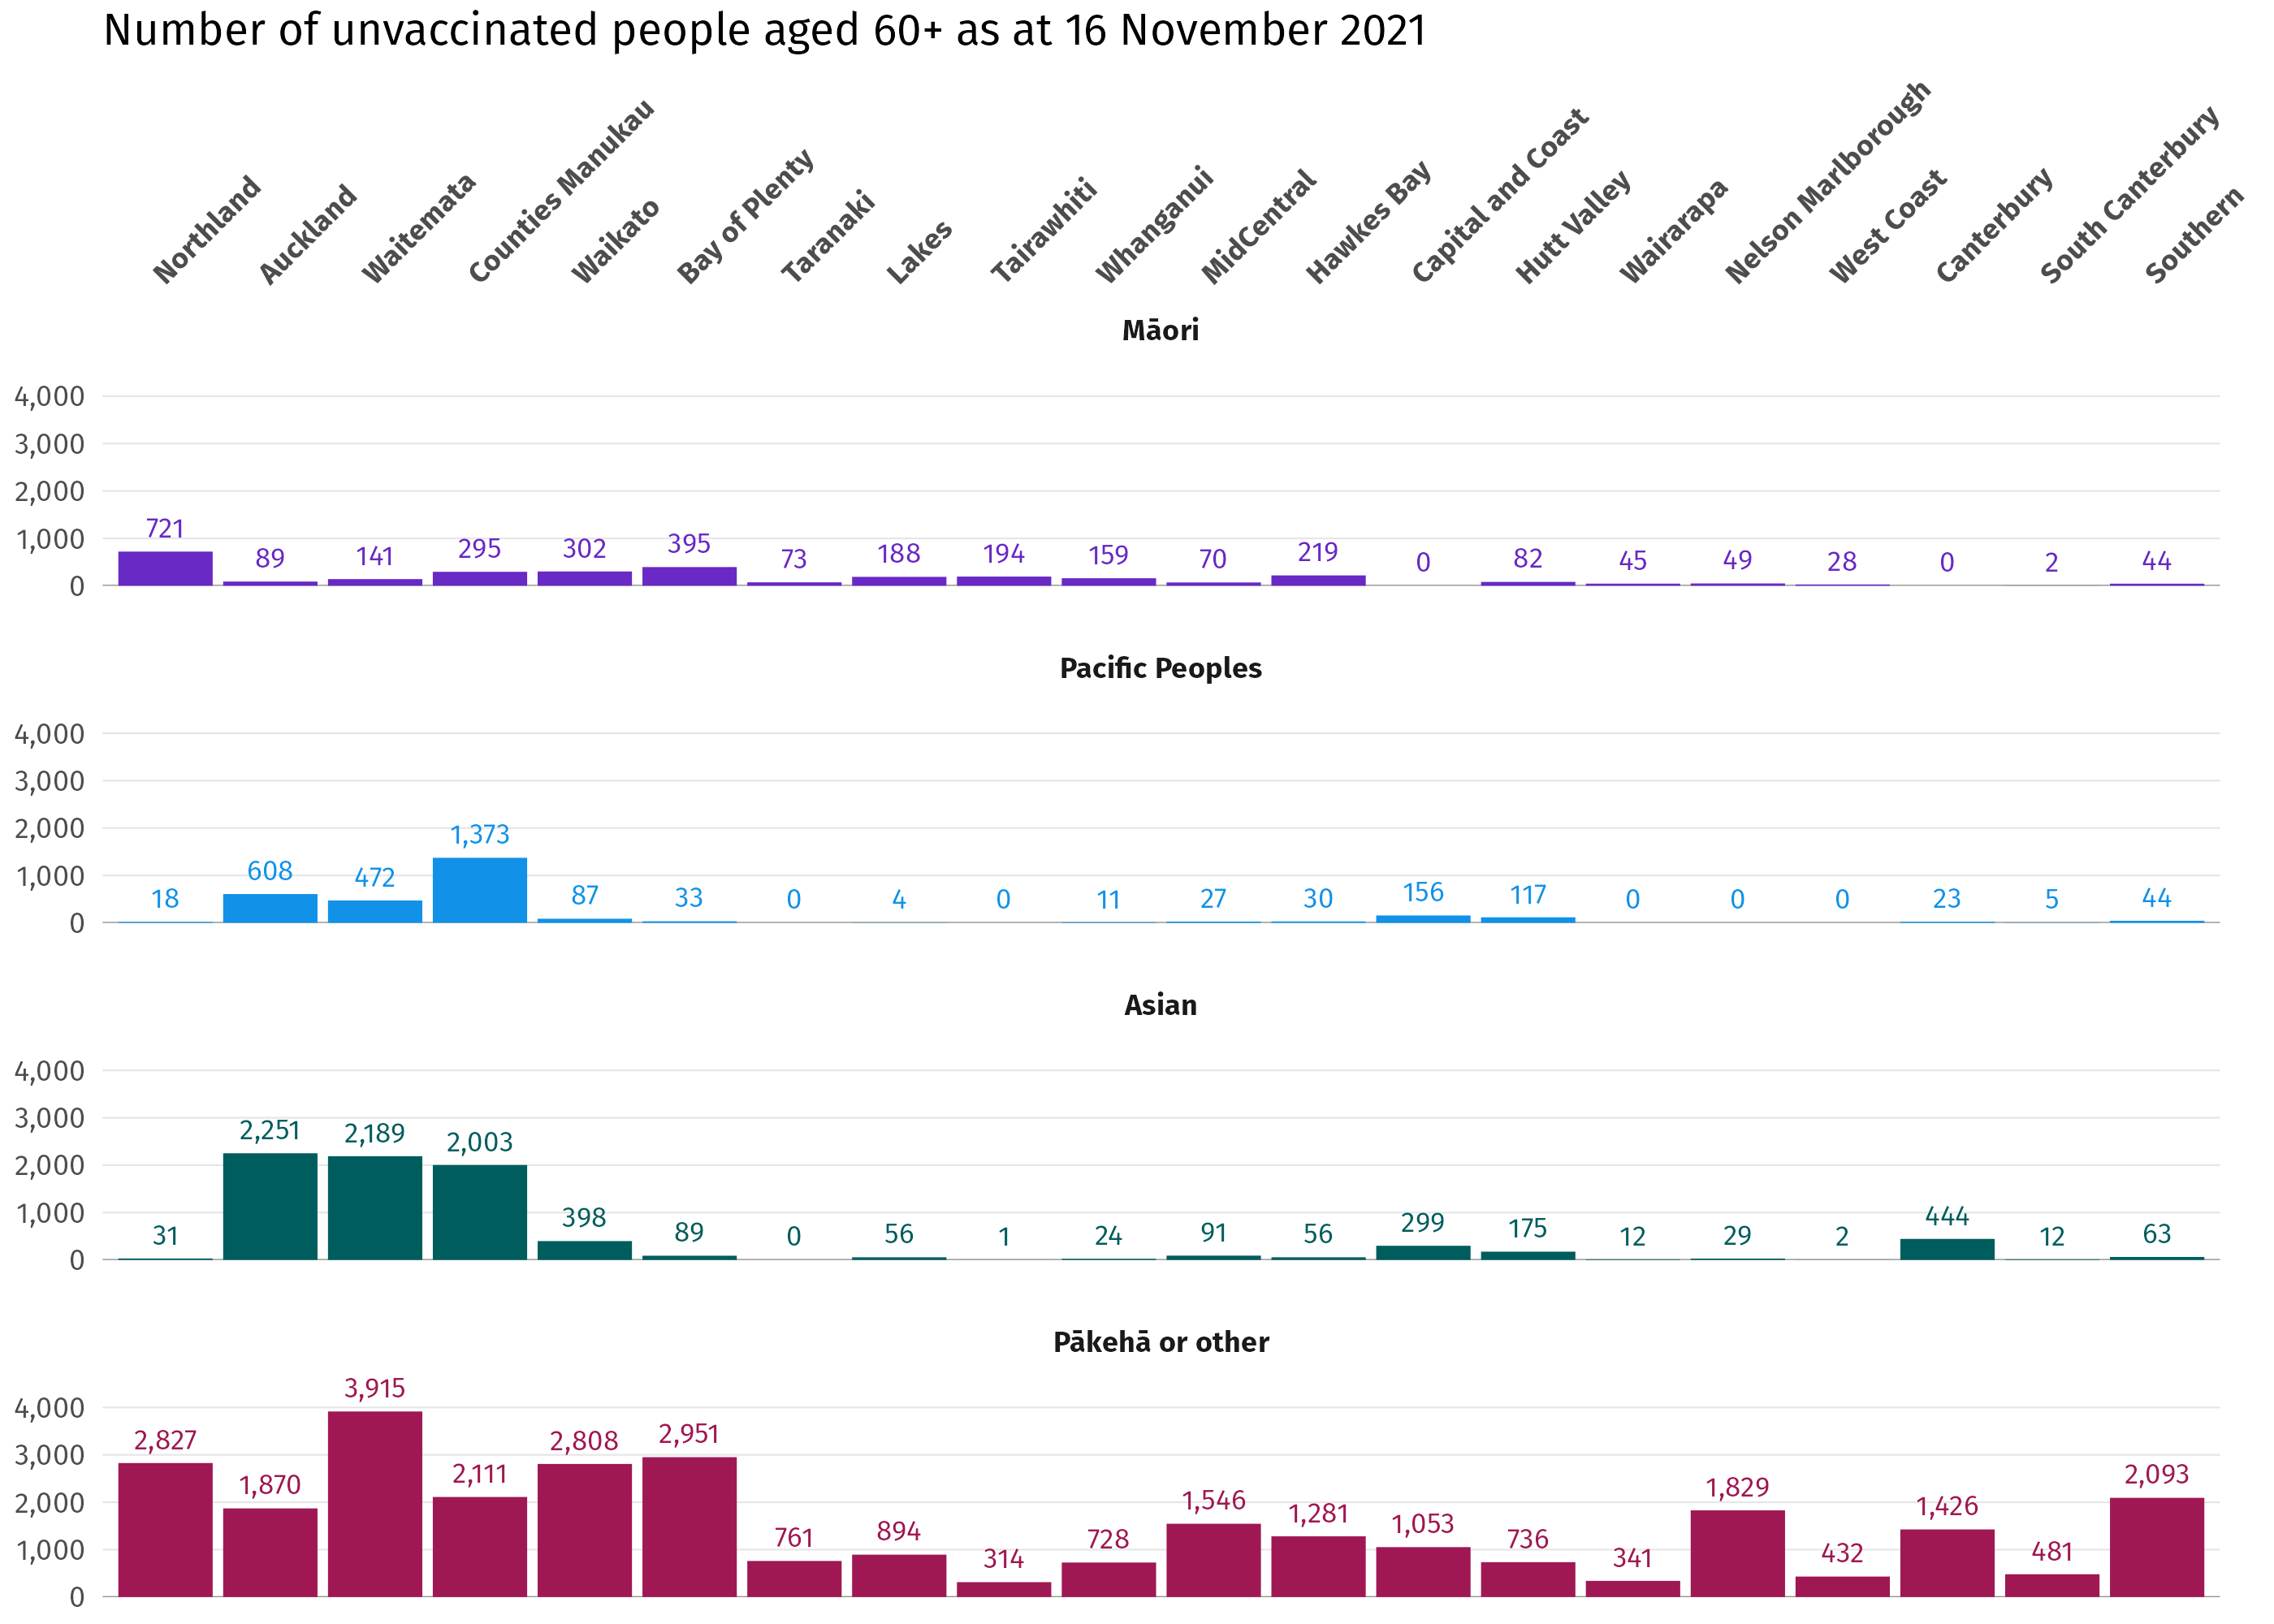 Number of unvaccinated people aged 60+ as at 16 November 2021
Northland Auckland Waitemata Counties Manukau Waikato Bay of Plenty Taranaki Lakes Tairawhiti Whanganui MidCentral Hawkes Bay Capital and Coast Hutt Valley Wairarapa Nelson Marlborough West Coast Canterbury South Canterbury Southern
Māori
4,000
3,000
2,000
1,000
0
721 89 141 295 302 395 73 188 194 159 70 219 0 82 45 49 28 0 2 44
Pacific Peoples
4,000
3,000
2,000
1,000
0
18 608 472 1,373 87 33 0 4 0 11 27 30 156 117 0 0 0 23 5 44
Asian
4,000
3,000
2,000
1,000
0
31 2,251 2,189 2,003 398 89 0 56 1 24 91 56 299 175 12 29 2 444 12 63
Pākehā or other
4,000
3,000
2,000
1,000
0
2,827 1,870 3,915 2,111 2,808 2,951 761 894 314 728 1,546 1,281 1,053 736 341 1,829 432 1,426 481 2,093